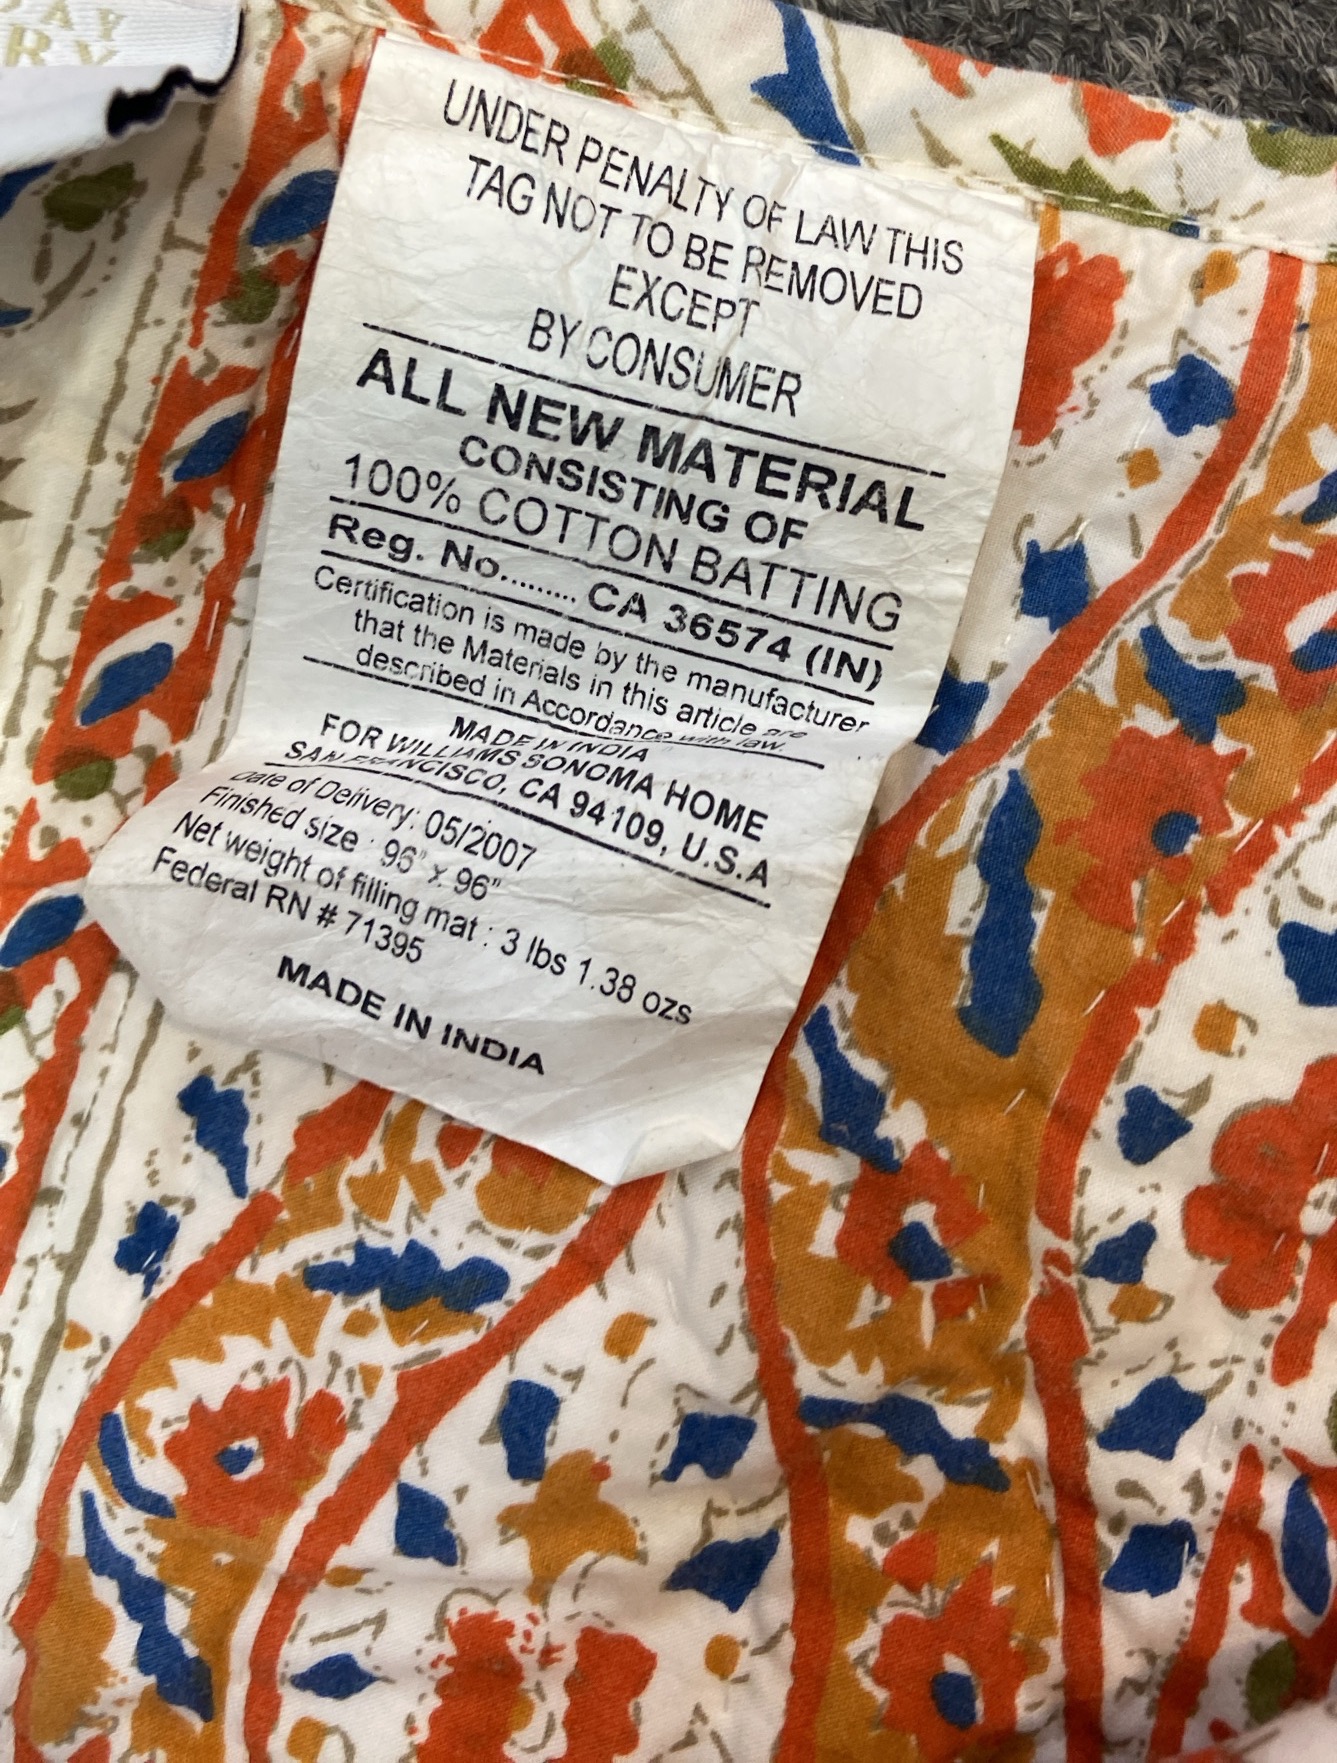 UNDER PENALTY OF LAW THIS
TAG NOT TO BE REMOVED
EXCEPT
BY CONSUMER
ALL NEW MATERIAL
CONSISTING OF
100% COTTON BATTING
Reg. No........ CA 36574 (IN)
Certification is made by the manufacturer
that the Materials in this article are
described in Accordance with law.
MADE IN INDIA
FOR WILLIAMS SONOMA HOME
SAN FRANCISCO, CA 94109, U.S.A
Date of Delivery: 05/2007
Finished size : 96" x 96"
Net weight of filling mat : 3 lbs 1.38 ozs
Federal RN # 71395
MADE IN INDIA